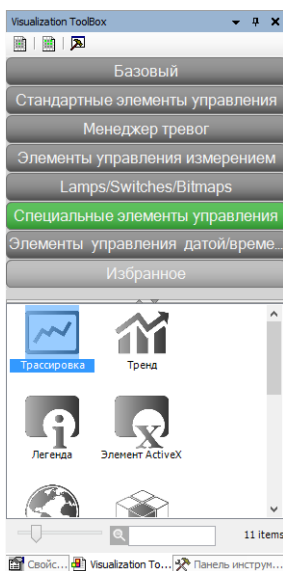 Visualization ToolBox
Базовый
Стандартные элементы управления
Менеджер тревог
Элементы управления измерением
Lamps/Switches/Bitmaps
Специальные элементы управления
Элементы управления датой/време...
Избранное
Трассировка Тренд
Легенда Элемент ActiveX
11 items
Свойс... Visualization To... Панель инструм...